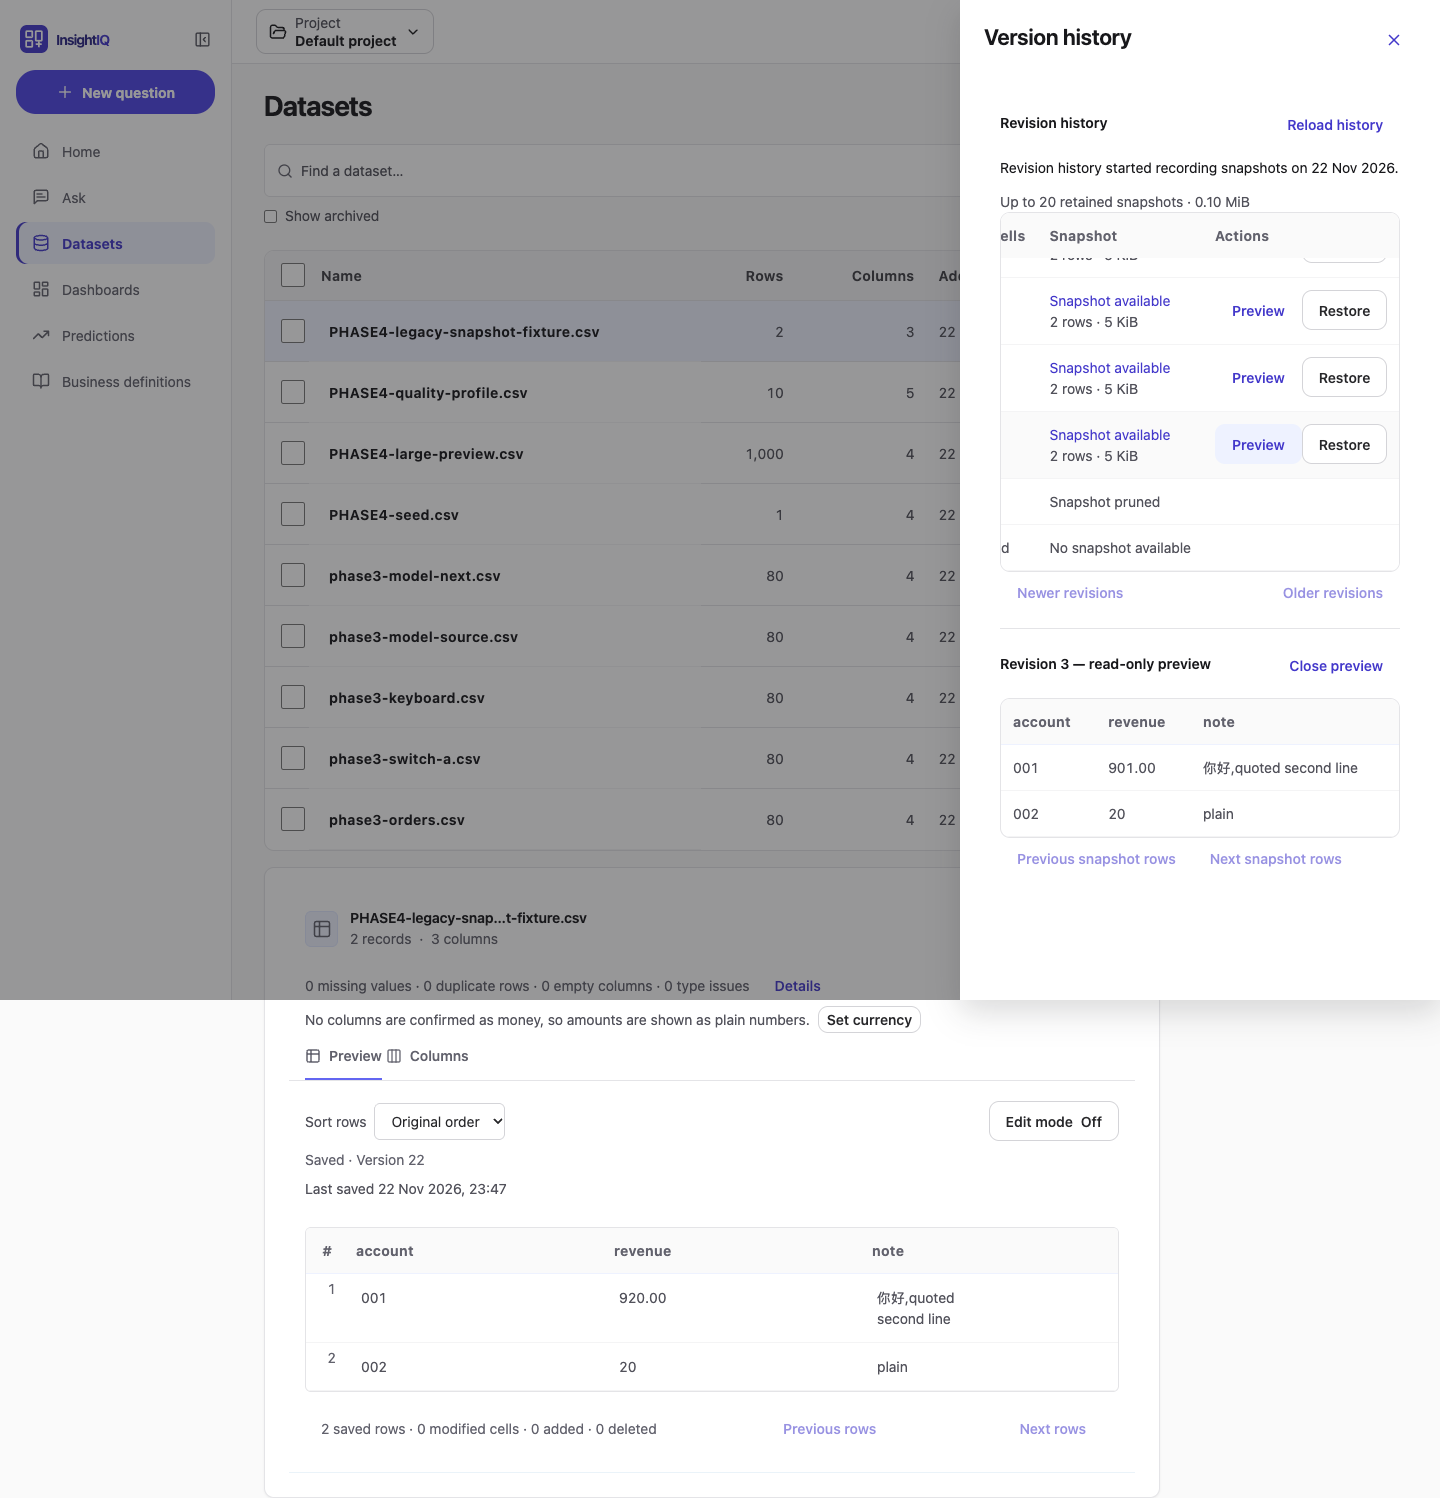 InsightIQ
New question
Home
Ask
Datasets
Dashboards
Predictions
Business definitions
Project
Default project
Datasets
Find a dataset...
Show archived
Name Rows Columns
PHASE4-legacy-snapshot-fixture.csv 2 3 22
PHASE4-quality-profile.csv 10 5 22
PHASE4-large-preview.csv 1,000 4 22
PHASE4-seed.csv 1 4 22
phase3-model-next.csv 80 4 22
phase3-model-source.csv 80 4 22
phase3-keyboard.csv 80 4 22
phase3-switch-a.csv 80 4 22
phase3-orders.csv 80 4 22
PHASE4-legacy-snap...t-fixture.csv
2 records · 3 columns
0 missing values · 0 duplicate rows · 0 empty columns · 0 type issues Details
No columns are confirmed as money, so amounts are shown as plain numbers. Set currency
Preview Columns
Sort rows Original order Edit mode Off
Saved · Version 22
Last saved 22 Nov 2026, 23:47
# account revenue note
1 001 920.00 你好,quoted
second line
2 002 20 plain
2 saved rows · 0 modified cells · 0 added · 0 deleted Previous rows Next rows
Version history
Revision history Reload history
Revision history started recording snapshots on 22 Nov 2026.
Up to 20 retained snapshots · 0.10 MiB
ells Snapshot Actions
Snapshot available
2 rows · 5 KiB Preview Restore
Snapshot available
2 rows · 5 KiB Preview Restore
Snapshot available
2 rows · 5 KiB Preview Restore
Snapshot pruned
d No snapshot available
Newer revisions Older revisions
Revision 3 — read-only preview Close preview
account revenue note
001 901.00 你好,quoted second line
002 20 plain
Previous snapshot rows Next snapshot rows